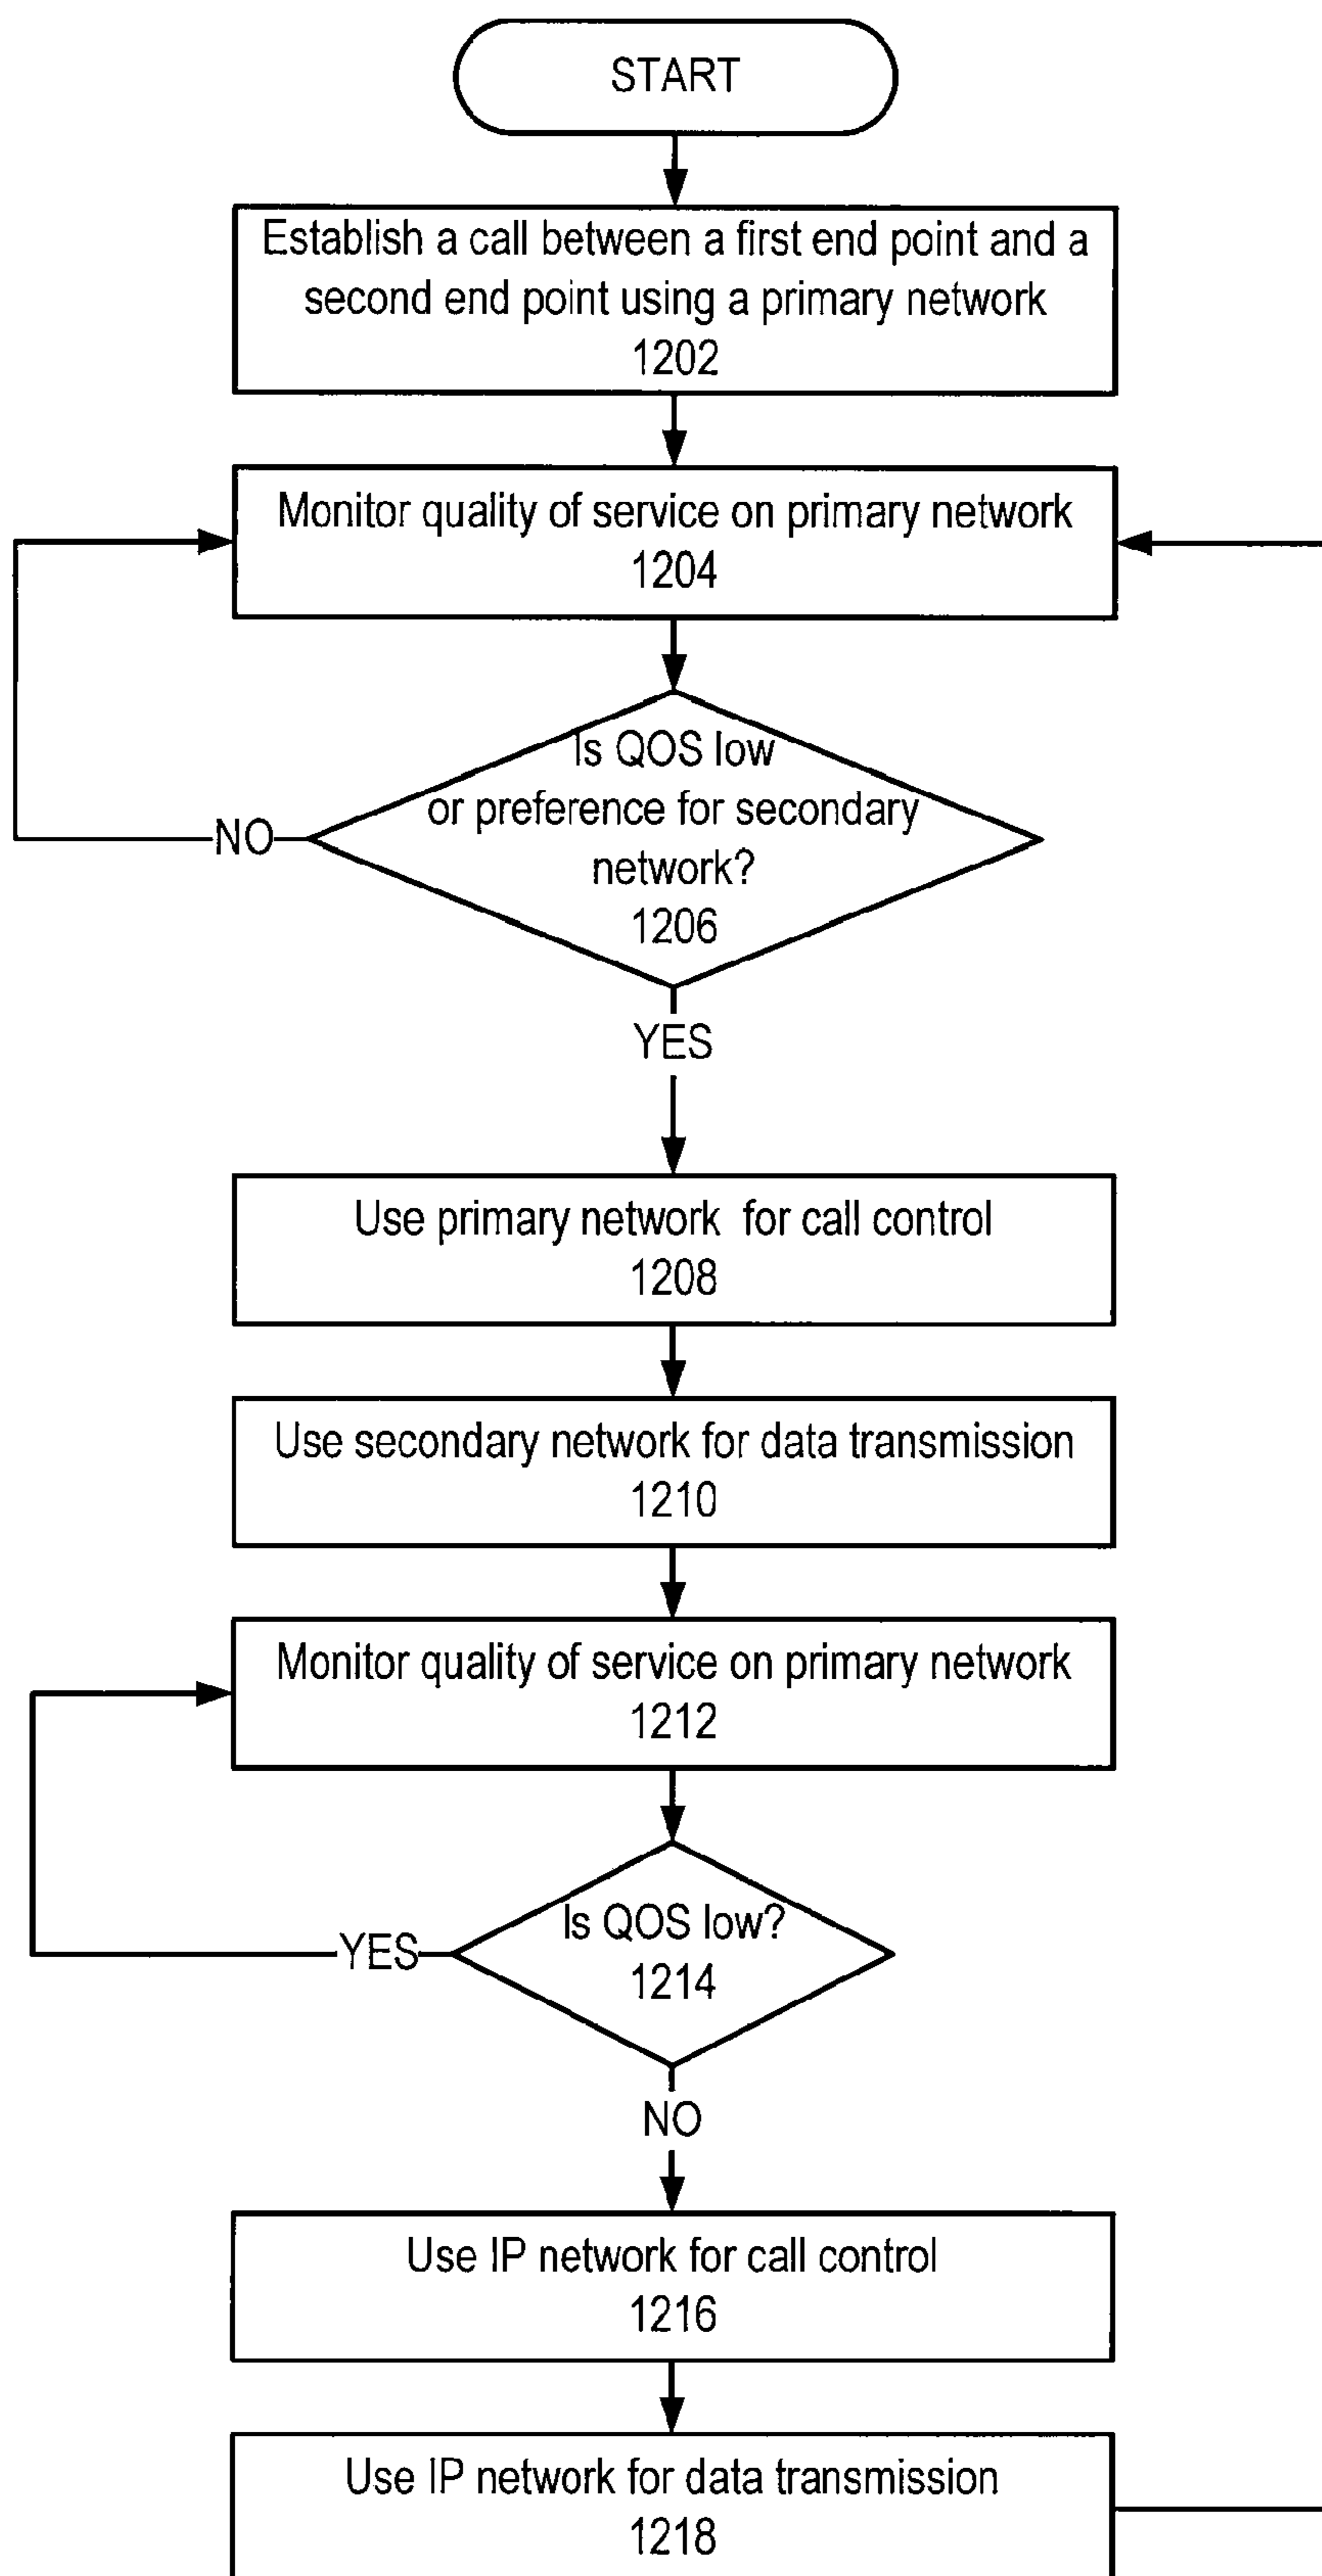 START
Establish a call between a first end point and a
second end point using a primary network
1202
Monitor quality of service on primary network
1204
Is QOS low
or preference for secondary
network?
1206
NO
YES
Use primary network for call control
1208
Use secondary network for data transmission
1210
Monitor quality of service on primary network
1212
Is QOS low?
1214
YES
NO
Use IP network for call control
1216
Use IP network for data transmission
1218